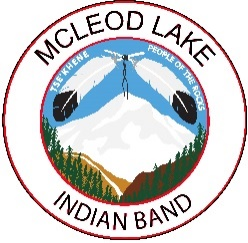 MCLEOD LAKE
TSE'KHENE
PEOPLE OF THE ROCKS
INDIAN BAND